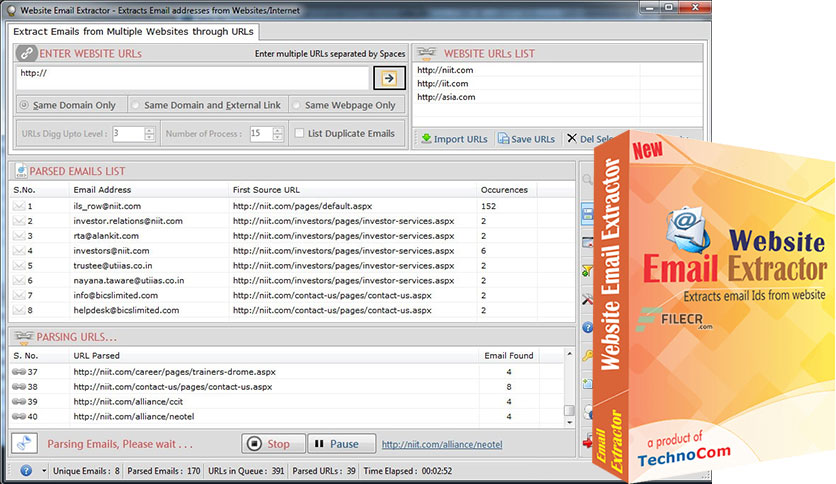 Website Email Extractor - Extracts Email addresses from Websites/Internet
Extract Emails from Multiple Websites through URLs
ENTER WEBSITE URLs Enter multiple URLs separated by Spaces
http://
Same Domain Only Same Domain and External Link Same Webpage Only
URLs Digg Upto Level : 3 Number of Process : 15 List Duplicate Emails
WEBSITE URLs LIST
http://niit.com
http://iit.com
http://asia.com
Import URLs Save URLs Del
PARSED EMAILS LIST
S.No. Email Address First Source URL Occurences
1 ils_row@niit.com http://niit.com/pages/default.aspx 152
2 investor.relations@niit.com http://niit.com/investors/pages/investor-services.aspx 2
3 rta@alankit.com http://niit.com/investors/pages/investor-services.aspx 2
4 investors@niit.com http://niit.com/investors/pages/investor-services.aspx 6
5 trustee@utiias.co.in http://niit.com/investors/pages/investor-services.aspx 2
6 nayana.taware@utiias.co.in http://niit.com/investors/pages/investor-services.aspx 2
7 info@bicslimited.com http://niit.com/contact-us/pages/contact-us.aspx 2
8 helpdesk@bicslimited.com http://niit.com/contact-us/pages/contact-us.aspx 2
PARSING URLS...
S. No. URL Parsed Email Found
37 http://niit.com/career/pages/trainers-drome.aspx 4
38 http://niit.com/contact-us/pages/contact-us.aspx 8
39 http://niit.com/alliance/ccit 4
40 http://niit.com/alliance/neotel 4
Parsing Emails, Please wait . . . Stop Pause http://niit.com/alliance/neotel
Unique Emails : 8 Parsed Emails : 170 URLs in Queue : 391 Parsed URLs : 39 Time Elapsed : 00:02:52
New
Website Email Extractor
Email
Extractor
Website
Email Extractor
Extracts email Ids from website
FILECR
.com
a product of
TechnoCom